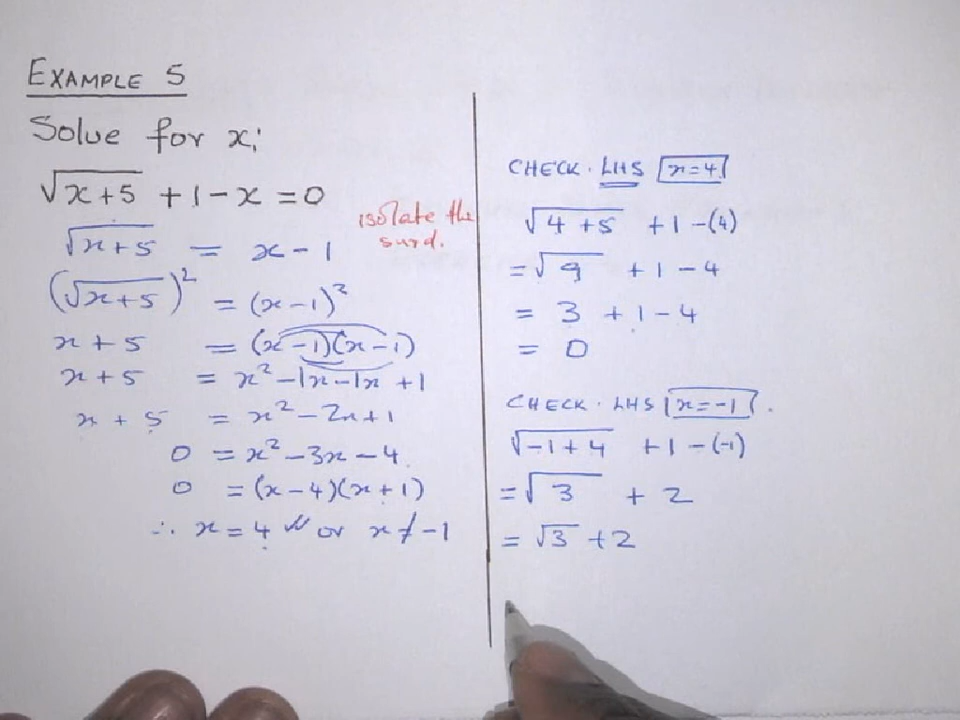 EXAMPLE 5
Solve for x:
√(x+5) + 1 - x = 0
isolate the
surd.
√(x+5) = x - 1
(√(x+5))² = (x-1)²
x + 5 = (x-1)(x-1)
x + 5 = x² - 1x - 1x + 1
x + 5 = x² - 2x + 1
0 = x² - 3x - 4
0 = (x-4)(x+1)
∴ x = 4 // or x ≠ -1
CHECK. LHS x=4
√(4+5) + 1 - (4)
= √9 + 1 - 4
= 3 + 1 - 4
= 0
CHECK. LHS x=-1.
√(-1+4) + 1 - (-1)
= √3 + 2
= √3 + 2